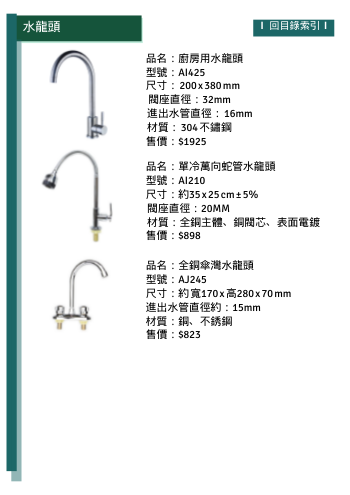 水龍頭
I 回目錄索引 I
品名：廚房用水龍頭
型號：AI425
尺寸：200x380mm
閥座直徑：32mm
進出水管直徑：16mm
材質：304不鏽鋼
售價：$1925
品名：單冷萬向蛇管水龍頭
型號：AI210
尺寸：約35x25cm±5%
閥座直徑：20MM
材質：全銅主體、銅閥芯、表面電鍍
售價：$898
品名：全銅傘灣水龍頭
型號：AJ245
尺寸：約寬170x高280x70mm
進出水管直徑約：15mm
材質：銅、不銹鋼
售價：$823